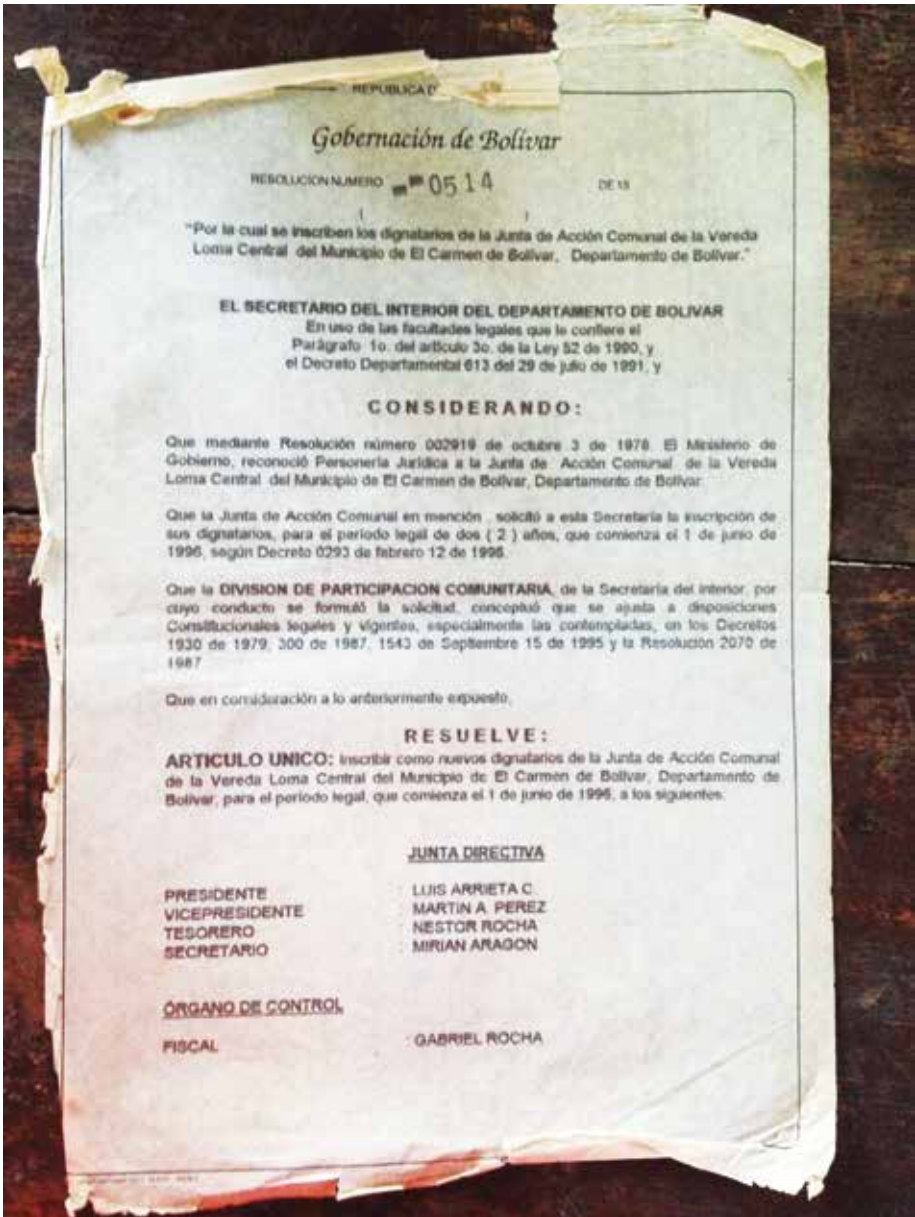 REPUBLICA D
Gobernación de Bolívar
RESOLUCION NUMERO 0514 DE 19
"Por la cual se inscriben los dignatarios de la Junta de Acción Comunal de la Vereda
Loma Central del Municipio de El Carmen de Bolívar, Departamento de Bolívar."
EL SECRETARIO DEL INTERIOR DEL DEPARTAMENTO DE BOLIVAR
En uso de las facultades legales que le confiere el
Parágrafo 1o. del artículo 3o. de la Ley 52 de 1990, y
el Decreto Departamental 613 del 29 de julio de 1991, y
CONSIDERANDO:
Que mediante Resolución número 002919 de octubre 3 de 1978. El Ministerio de
Gobierno, reconoció Personería Jurídica a la Junta de Acción Comunal de la Vereda
Loma Central del Municipio de El Carmen de Bolívar, Departamento de Bolívar.
Que la Junta de Acción Comunal en mención, solicitó a esta Secretaría la inscripción de
sus dignatarios, para el período legal de dos ( 2 ) años, que comienza el 1 de junio de
1996, según Decreto 0293 de febrero 12 de 1996.
Que la DIVISION DE PARTICIPACION COMUNITARIA, de la Secretaría del Interior, por
cuyo conducto se formuló la solicitud, conceptuó que se ajusta a disposiciones
Constitucionales legales y vigentes, especialmente las contempladas, en los Decretos
1930 de 1979, 300 de 1987, 1543 de Septiembre 15 de 1995 y la Resolución 2070 de
1987
Que en consideración a lo anteriormente expuesto,
RESUELVE:
ARTICULO UNICO: Inscribir como nuevos dignatarios de la Junta de Acción Comunal
de la Vereda Loma Central del Municipio de El Carmen de Bolívar, Departamento de
Bolívar, para el período legal, que comienza el 1 de junio de 1996, a los siguientes:
JUNTA DIRECTIVA
PRESIDENTE : LUIS ARRIETA C.
VICEPRESIDENTE : MARTIN A. PEREZ
TESORERO : NESTOR ROCHA
SECRETARIO : MIRIAN ARAGON
ÓRGANO DE CONTROL
FISCAL : GABRIEL ROCHA